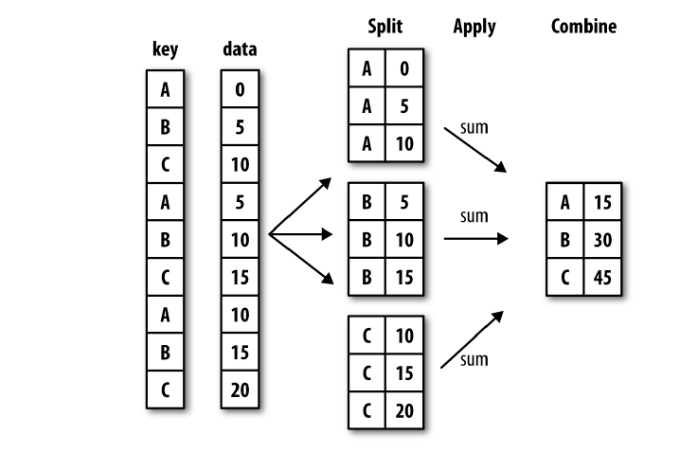 Split Apply Combine
key data
A 0
B 5
C 10
A 5
B 10
C 15
A 10
B 15
C 20
A 0
A 5
A 10
B 5
B 10
B 15
C 10
C 15
C 20
sum
sum
sum
A 15
B 30
C 45